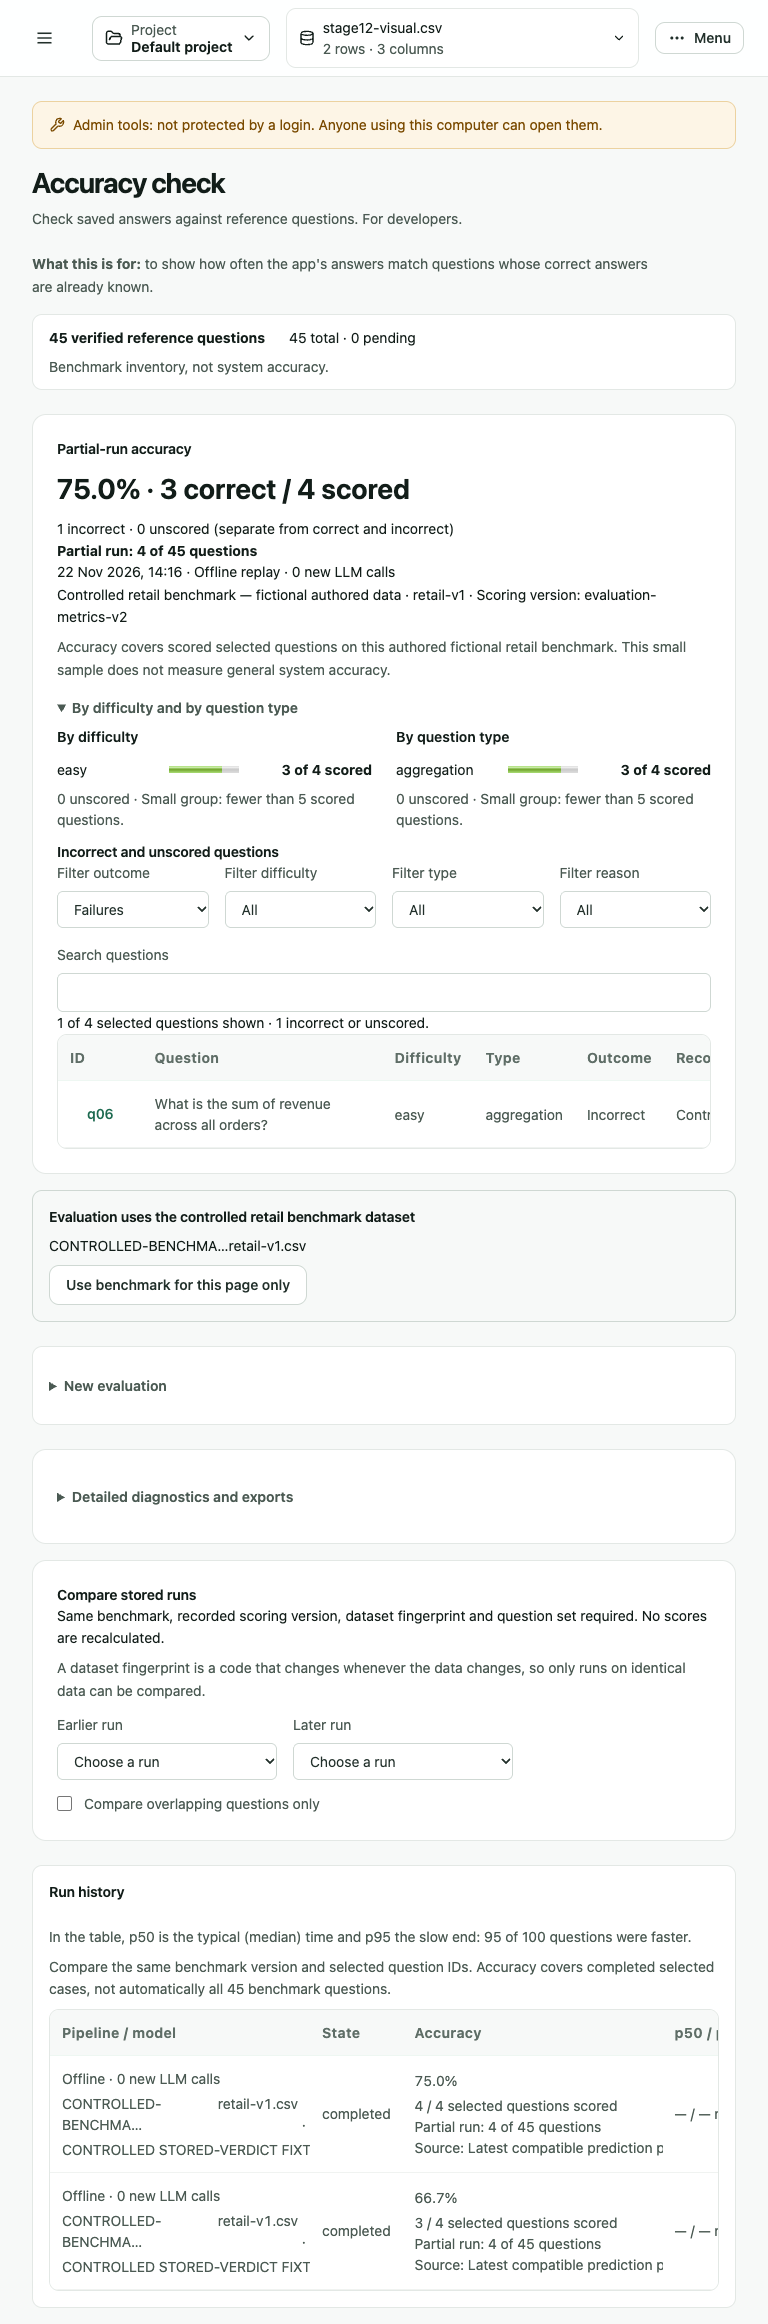 Project
Default project
stage12-visual.csv
2 rows · 3 columns
Menu
Admin tools: not protected by a login. Anyone using this computer can open them.
Accuracy check
Check saved answers against reference questions. For developers.
What this is for: to show how often the app's answers match questions whose correct answers
are already known.
45 verified reference questions 45 total · 0 pending
Benchmark inventory, not system accuracy.
Partial-run accuracy
75.0% · 3 correct / 4 scored
1 incorrect · 0 unscored (separate from correct and incorrect)
Partial run: 4 of 45 questions
22 Nov 2026, 14:16 · Offline replay · 0 new LLM calls
Controlled retail benchmark — fictional authored data · retail-v1 · Scoring version: evaluation-
metrics-v2
Accuracy covers scored selected questions on this authored fictional retail benchmark. This small
sample does not measure general system accuracy.
By difficulty and by question type
By difficulty
easy 3 of 4 scored
0 unscored · Small group: fewer than 5 scored
questions.
By question type
aggregation 3 of 4 scored
0 unscored · Small group: fewer than 5 scored
questions.
Incorrect and unscored questions
Filter outcome Filter difficulty Filter type Filter reason
Failures All All All
Search questions
1 of 4 selected questions shown · 1 incorrect or unscored.
ID Question Difficulty Type Outcome Reco
q06 What is the sum of revenue
across all orders? easy aggregation Incorrect Contr
Evaluation uses the controlled retail benchmark dataset
CONTROLLED-BENCHMA…retail-v1.csv
Use benchmark for this page only
New evaluation
Detailed diagnostics and exports
Compare stored runs
Same benchmark, recorded scoring version, dataset fingerprint and question set required. No scores
are recalculated.
A dataset fingerprint is a code that changes whenever the data changes, so only runs on identical
data can be compared.
Earlier run Later run
Choose a run Choose a run
Compare overlapping questions only
Run history
In the table, p50 is the typical (median) time and p95 the slow end: 95 of 100 questions were faster.
Compare the same benchmark version and selected question IDs. Accuracy covers completed selected
cases, not automatically all 45 benchmark questions.
Pipeline / model State Accuracy p50 /
Offline · 0 new LLM calls
CONTROLLED- retail-v1.csv
BENCHMA… ·
CONTROLLED STORED-VERDICT FIXT
completed
75.0%
4 / 4 selected questions scored
Partial run: 4 of 45 questions
Source: Latest compatible prediction p
— / —
Offline · 0 new LLM calls
CONTROLLED- retail-v1.csv
BENCHMA… ·
CONTROLLED STORED-VERDICT FIXT
completed
66.7%
3 / 4 selected questions scored
Partial run: 4 of 45 questions
Source: Latest compatible prediction p
— / —